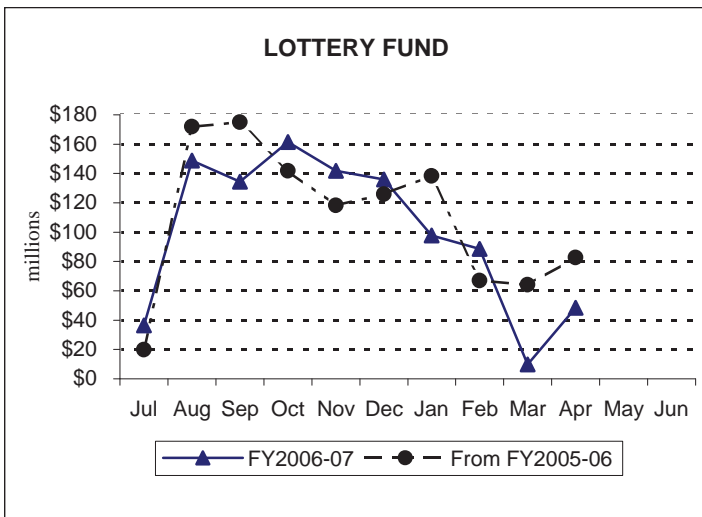 LOTTERY FUND
$180
$160
$140
$120
$100
$80
$60
$40
$20
$0
millions
Jul Aug Sep Oct Nov Dec Jan Feb Mar Apr May Jun
FY2006-07 From FY2005-06